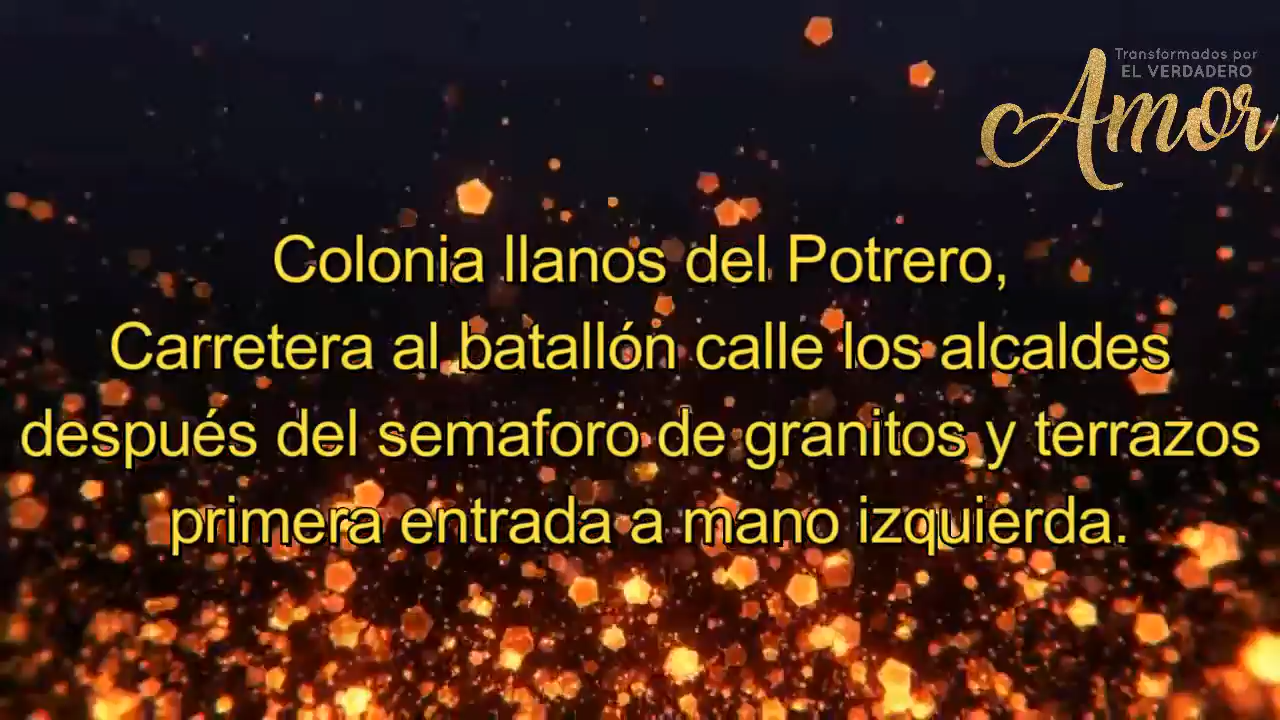 Transformados por
EL VERDADERO
Amor
Colonia llanos del Potrero,
Carretera al batallón calle los alcaldes
después del semaforo de granitos y terrazos
primera entrada a mano izquierda.